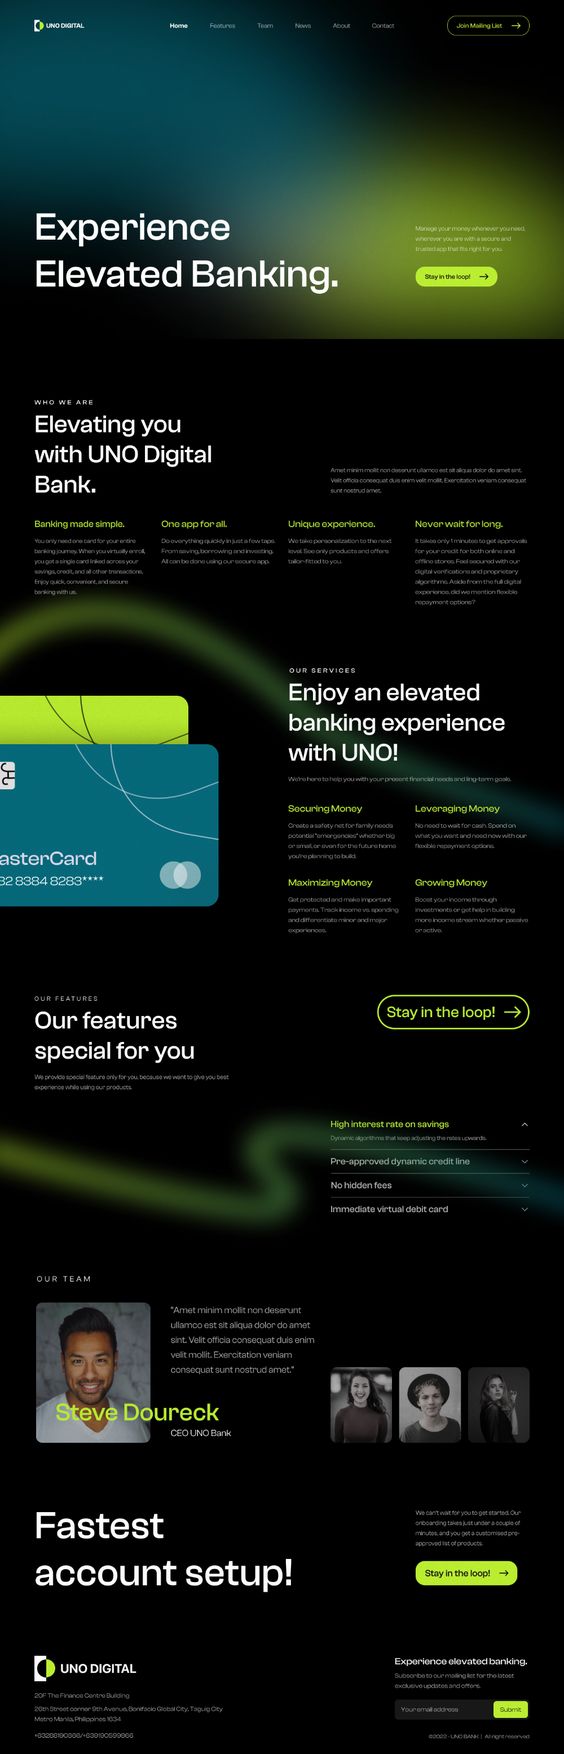 UNO DIGITAL
Home Features Team News About Contact
Join Mailing List
Experience
Elevated Banking.
Manage your money whenever you need,
wherever you are with a secure and
trusted app that fits right for you.
Stay in the loop!
WHO WE ARE
Elevating you
with UNO Digital
Bank.
Amet minim mollit non deserunt ullamco est sit aliqua dolor do amet sint.
Velit officia consequat duis enim velit mollit. Exercitation veniam consequat
sunt nostrud amet.
Banking made simple.
You only need one card for your entire
banking journey. When you virtually enroll,
you get a single card linked across your
savings, credit, and all other transactions.
Enjoy quick, convenient, and secure
banking with us.
One app for all.
Do everything quickly in just a few taps.
From saving, borrowing and investing.
All can be done using our secure app.
Unique experience.
We take personalization to the next
level. See only products and offers
tailor-fitted to you.
Never wait for long.
It takes only 1 minutes to get approvals
for your credit for both online and
offline stores. Feel secured with our
digital verifications and proprietary
algorithms. Aside from the full digital
experience, did we mention flexible
repayment options?
OUR SERVICES
Enjoy an elevated
banking experience
with UNO!
We're here to help you with your present financial needs and long-term goals.
asterCard
82 8384 8283****
Securing Money
Create a safety net for family needs
potential "emergencies" whether big
or small, or even for the future home
you're planning to build.
Leveraging Money
No need to wait for cash. Spend on
what you want and need now with our
flexible repayment options.
Maximizing Money
Get protected and make important
payments. Track income vs. spending
and differentiate minor and major
experiences.
Growing Money
Boost your income through
investments or get help in building
more income stream whether passive
or active.
OUR FEATURES
Our features
special for you
We provide special feature only for you, because we want to give you best
experience while using our products.
Stay in the loop!
High interest rate on savings
Dynamic algorithms that keep adjusting the rates upwards.
Pre-approved dynamic credit line
No hidden fees
Immediate virtual debit card
OUR TEAM
"Amet minim mollit non deserunt
ullamco est sit aliqua dolor do amet
sint. Velit officia consequat duis enim
velit mollit. Exercitation veniam
consequat sunt nostrud amet."
Steve Doureck
CEO UNO Bank
Fastest
account setup!
We can't wait for you to get started. Our
onboarding takes just under a couple of
minutes, and you get a customised pre-
approved list of products.
Stay in the loop!
UNO DIGITAL
20F The Finance Centre Building
26th Street corner 9th Avenue, Bonifacio Global City, Taguig City
Metro Manila, Philippines 1634
Experience elevated banking.
Subscribe to our mailing list for the latest
exclusive updates and offers.
Your email address
Submit
©2022 - UNO BANK | All right reserved